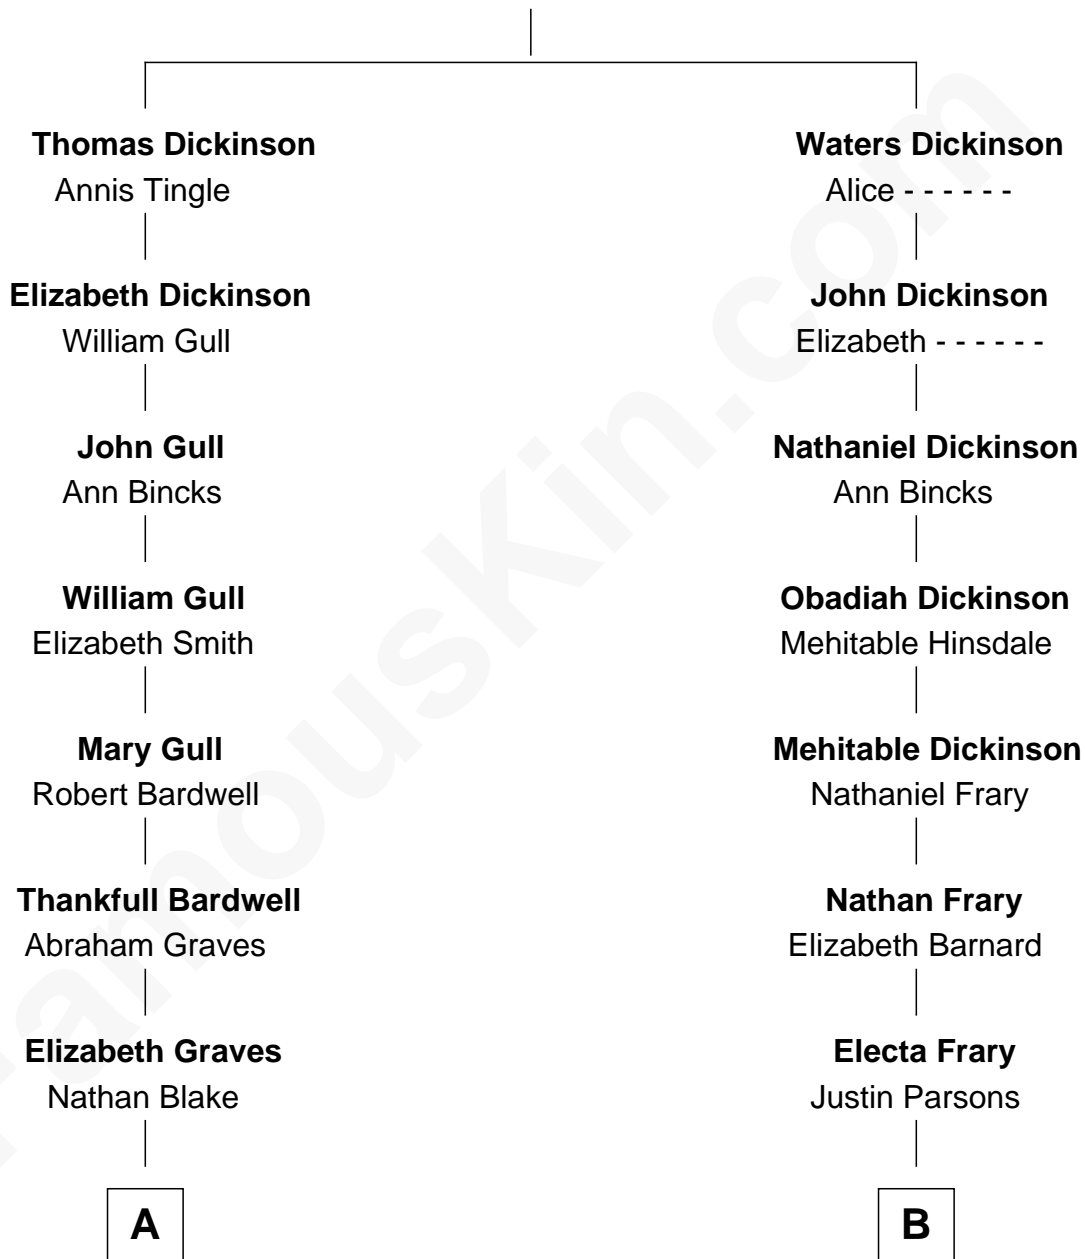 Thomas Dickinson
Annis Tingle
Waters Dickinson
Alice - - - - - -
Elizabeth Dickinson
William Gull
John Dickinson
Elizabeth - - - - - -
John Gull
Ann Bincks
Nathaniel Dickinson
Ann Bincks
William Gull
Elizabeth Smith
Obadiah Dickinson
Mehitable Hinsdale
Mary Gull
Robert Bardwell
Mehitable Dickinson
Nathaniel Frary
Thankfull Bardwell
Abraham Graves
Nathan Frary
Elizabeth Barnard
Elizabeth Graves
Nathan Blake
Electa Frary
Justin Parsons
A
B
FamousKin.com